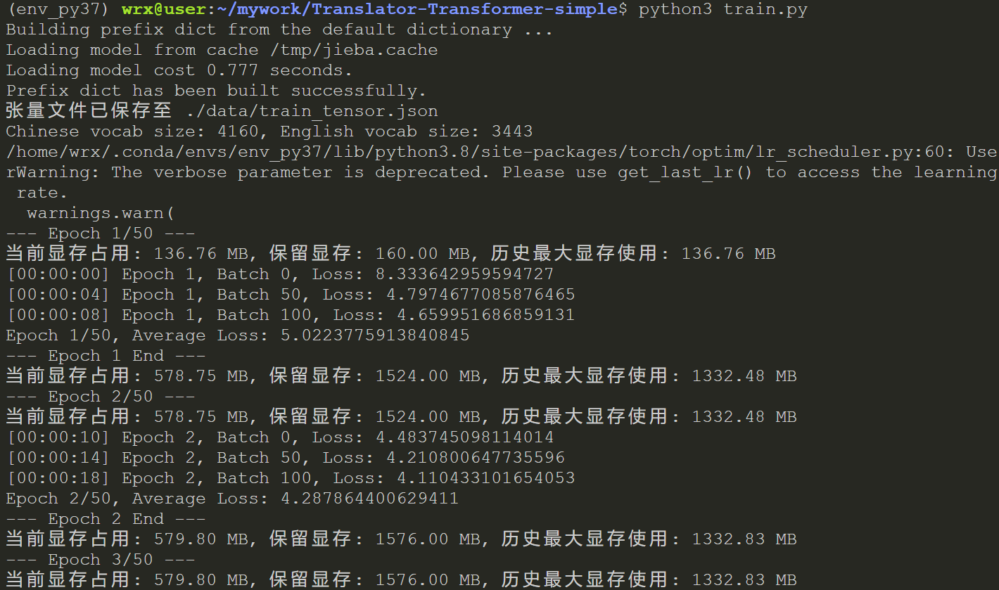 (env_py37) wrx@user:~/mywork/Translator-Transformer-simple$ python3 train.py
Building prefix dict from the default dictionary ...
Loading model from cache /tmp/jieba.cache
Loading model cost 0.777 seconds.
Prefix dict has been built successfully.
张量文件已保存至 ./data/train_tensor.json
Chinese vocab size: 4160, English vocab size: 3443
/home/wrx/.conda/envs/env_py37/lib/python3.8/site-packages/torch/optim/lr_scheduler.py:60: Use
rWarning: The verbose parameter is deprecated. Please use get_last_lr() to access the learning
 rate.
  warnings.warn(
--- Epoch 1/50 ---
当前显存占用: 136.76 MB, 保留显存: 160.00 MB, 历史最大显存使用: 136.76 MB
[00:00:00] Epoch 1, Batch 0, Loss: 8.333642959594727
[00:00:04] Epoch 1, Batch 50, Loss: 4.7974677085876465
[00:00:08] Epoch 1, Batch 100, Loss: 4.659951686859131
Epoch 1/50, Average Loss: 5.0223775913840845
--- Epoch 1 End ---
当前显存占用: 578.75 MB, 保留显存: 1524.00 MB, 历史最大显存使用: 1332.48 MB
--- Epoch 2/50 ---
当前显存占用: 578.75 MB, 保留显存: 1524.00 MB, 历史最大显存使用: 1332.48 MB
[00:00:10] Epoch 2, Batch 0, Loss: 4.483745098114014
[00:00:14] Epoch 2, Batch 50, Loss: 4.210800647735596
[00:00:18] Epoch 2, Batch 100, Loss: 4.110433101654053
Epoch 2/50, Average Loss: 4.287864400629411
--- Epoch 2 End ---
当前显存占用: 579.80 MB, 保留显存: 1576.00 MB, 历史最大显存使用: 1332.83 MB
--- Epoch 3/50 ---
当前显存占用: 579.80 MB, 保留显存: 1576.00 MB, 历史最大显存使用: 1332.83 MB